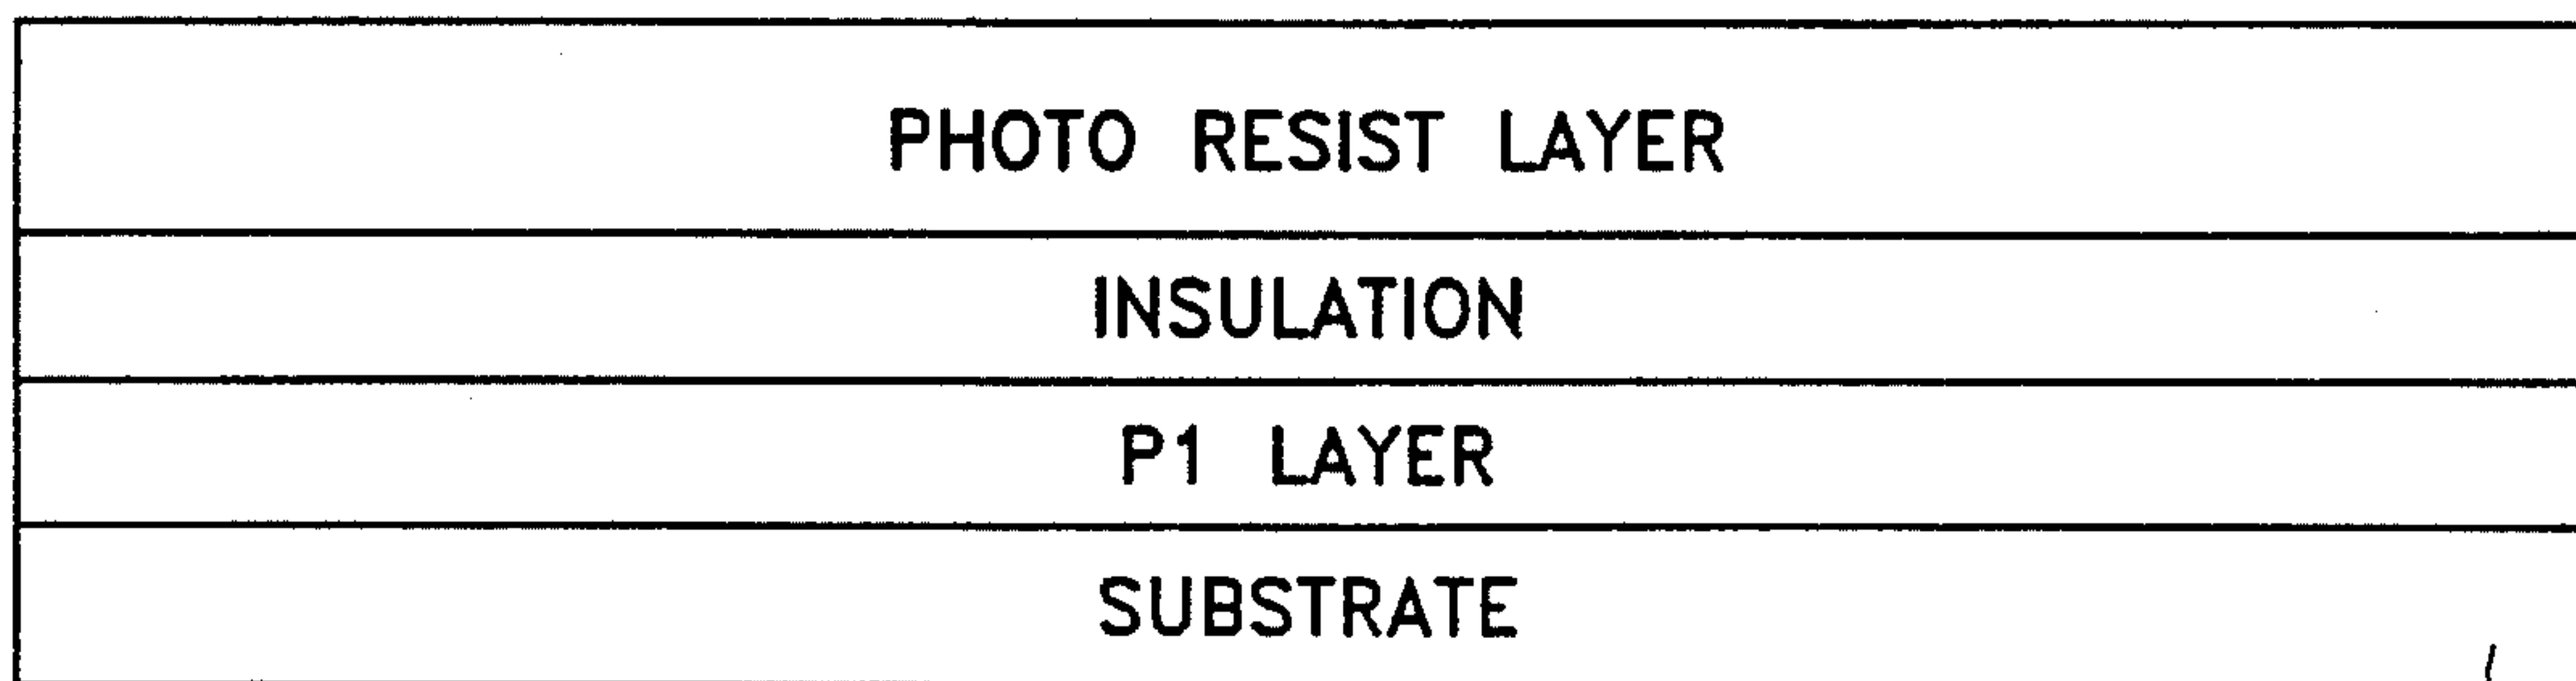 PHOTO RESIST LAYER
INSULATION
P1 LAYER
SUBSTRATE